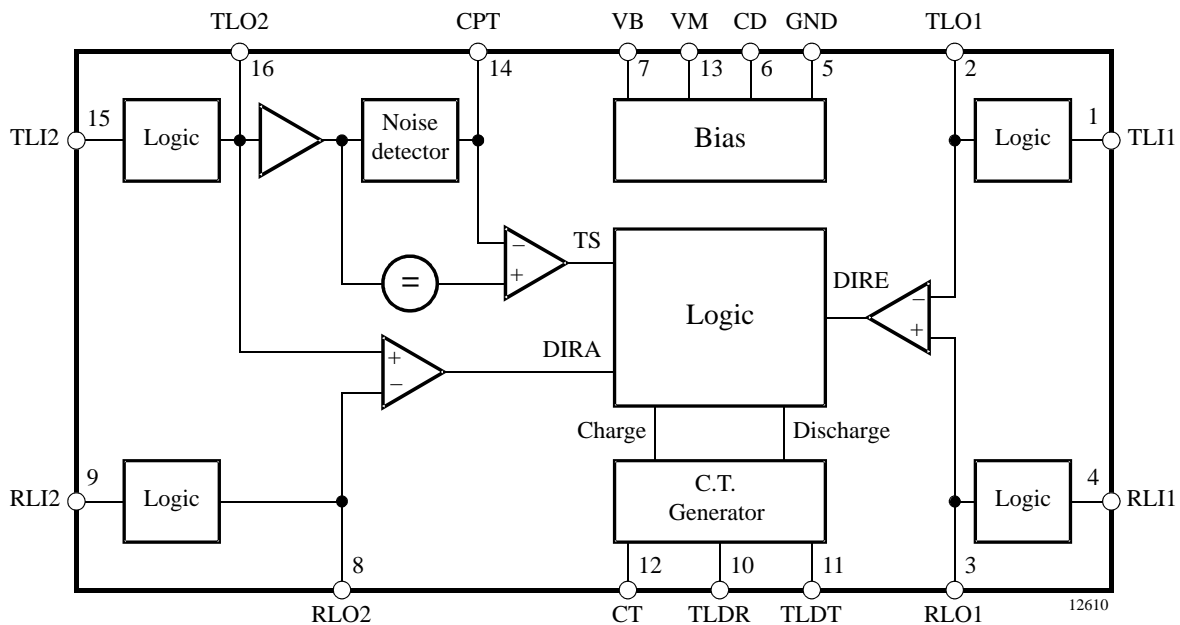 TLO2
CPT
VB
VM
CD
GND
TLO1
16
14
7
13
6
5
2
15
TLI2
Logic
Noise
detector
Bias
Logic
1
TLI1
−
+
TS
=
Logic
DIRE
−
+
+
−
DIRA
Charge
Discharge
9
RLI2
Logic
C.T.
Generator
Logic
4
RLI1
8
12
10
11
3
RLO2
CT
TLDR
TLDT
RLO1
12610